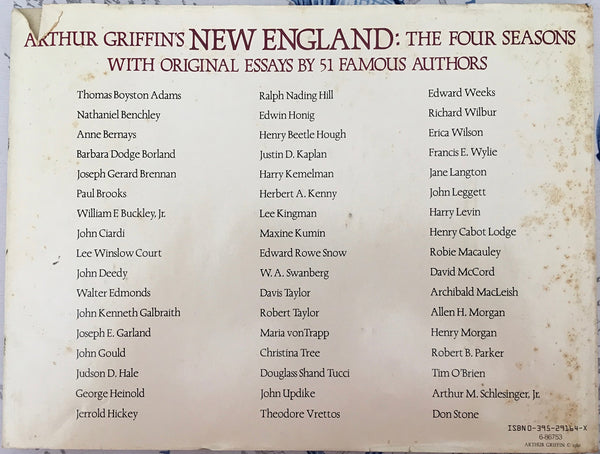 ARTHUR GRIFFIN'S NEW ENGLAND: THE FOUR SEASONS
WITH ORIGINAL ESSAYS BY 51 FAMOUS AUTHORS
Thomas Boyston Adams
Nathaniel Benchley
Anne Bernays
Barbara Dodge Borland
Joseph Gerard Brennan
Paul Brooks
William F. Buckley, Jr.
John Ciardi
Lee Winslow Court
John Deedy
Walter Edmonds
John Kenneth Galbraith
Joseph E. Garland
John Gould
Judson D. Hale
George Heinold
Jerrold Hickey
Ralph Nading Hill
Edwin Honig
Henry Beetle Hough
Justin D. Kaplan
Harry Kemelman
Herbert A. Kenny
Lee Kingman
Maxine Kumin
Edward Rowe Snow
W. A. Swanberg
Davis Taylor
Robert Taylor
Maria vonTrapp
Christina Tree
Douglass Shand Tucci
John Updike
Theodore Vrettos
Edward Weeks
Richard Wilbur
Erica Wilson
Francis E. Wylie
Jane Langton
John Leggett
Harry Levin
Henry Cabot Lodge
Robie Macauley
David McCord
Archibald MacLeish
Allen H. Morgan
Henry Morgan
Robert B. Parker
Tim O'Brien
Arthur M. Schlesinger, Jr.
Don Stone
ISBN 0-395-29164-X
6-86753
ARTHUR GRIFFIN ©